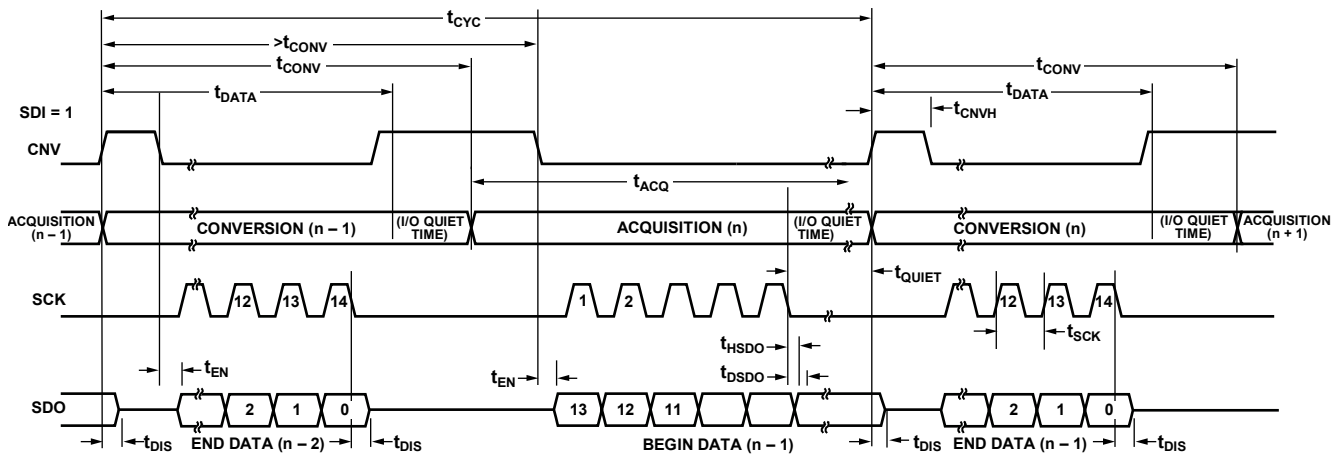 tCYC
>tCONV
tCONV
tCONV
tDATA
tDATA
SDI = 1
tCNVH
CNV
tACQ
ACQUISITION
(n – 1)
CONVERSION (n – 1)
(I/O QUIET
TIME)
ACQUISITION (n)
(I/O QUIET
TIME)
CONVERSION (n)
(I/O QUIET
TIME)
ACQUISITION
(n + 1)
tQUIET
SCK
12 13 14
1 2
12 13 14
tSCK
tHSDO
tEN
tEN
tDSDO
SDO
2 1 0
13 12 11
2 1 0
tDIS
END DATA (n – 2)
tDIS
BEGIN DATA (n – 1)
tDIS
END DATA (n – 1)
tDIS